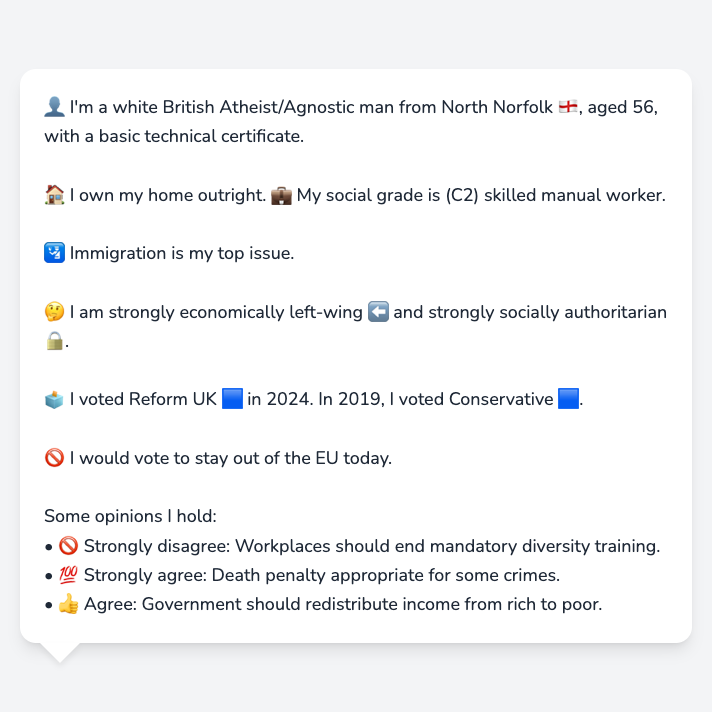 👤 I'm a white British Atheist/Agnostic man from North Norfolk 🏴󠁧󠁢󠁥󠁮󠁧󠁿, aged 56,
with a basic technical certificate.
🏠 I own my home outright. 💼 My social grade is (C2) skilled manual worker.
🛂 Immigration is my top issue.
🤔 I am strongly economically left-wing ⬅️ and strongly socially authoritarian
🔒.
🗳️ I voted Reform UK 🟦 in 2024. In 2019, I voted Conservative 🟦.
🚫 I would vote to stay out of the EU today.
Some opinions I hold:
• 🚫 Strongly disagree: Workplaces should end mandatory diversity training.
• 💯 Strongly agree: Death penalty appropriate for some crimes.
• 👍 Agree: Government should redistribute income from rich to poor.